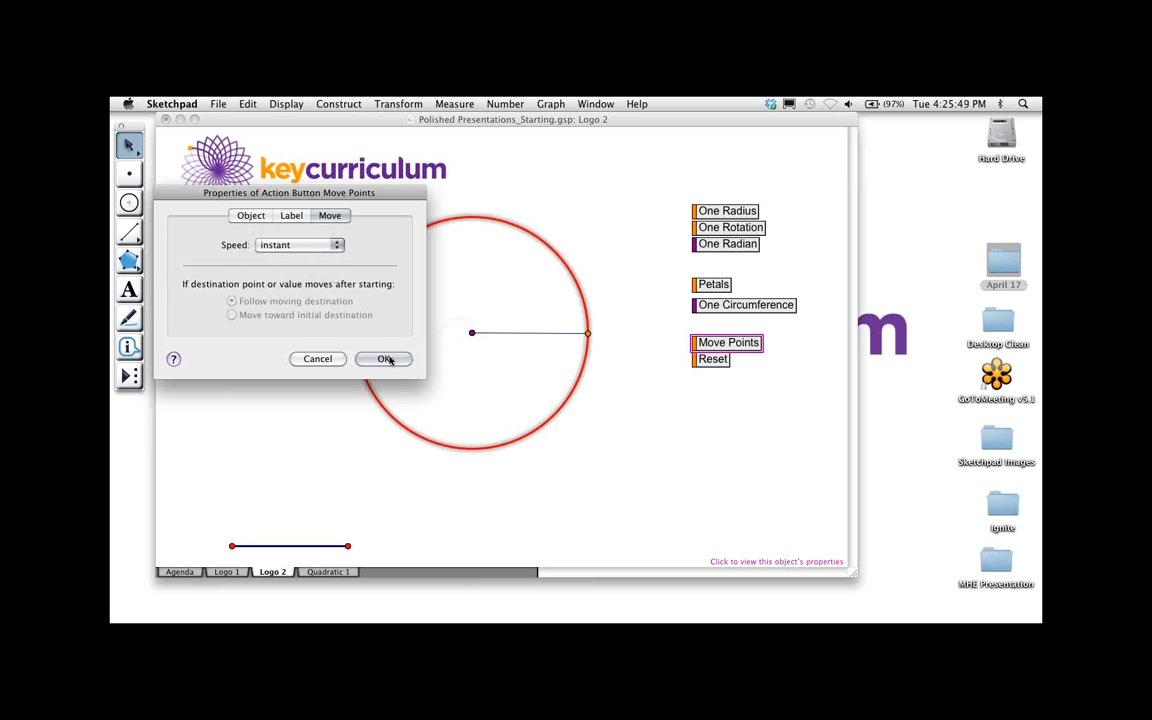 Sketchpad File Edit Display Construct Transform Measure Number Graph Window Help (97%) Tue 4:25:49 PM
Polished Presentations_Starting.gsp: Logo 2
Hard Drive
keycurriculum
Properties of Action Button Move Points
Object Label Move
Speed: instant
If destination point or value moves after starting:
Follow moving destination
Move toward initial destination
? Cancel OK
One Radius
One Rotation
One Radian
Petals
One Circumference
Move Points
Reset
A
m
April 17
Desktop Clean
GoToMeeting v5.1
Sketchpad Images
Ignite
MHE Presentation
Click to view this object's properties
Agenda Logo 1 Logo 2 Quadratic 1